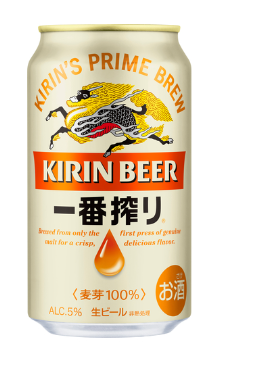 KIRIN'S PRIME BREW
KIRIN BEER
一番搾り
Brewed from only the first press of genuine
malt for a crisp, delicious flavor.
〈麦芽100%〉
お酒
ALC.5% 生ビール